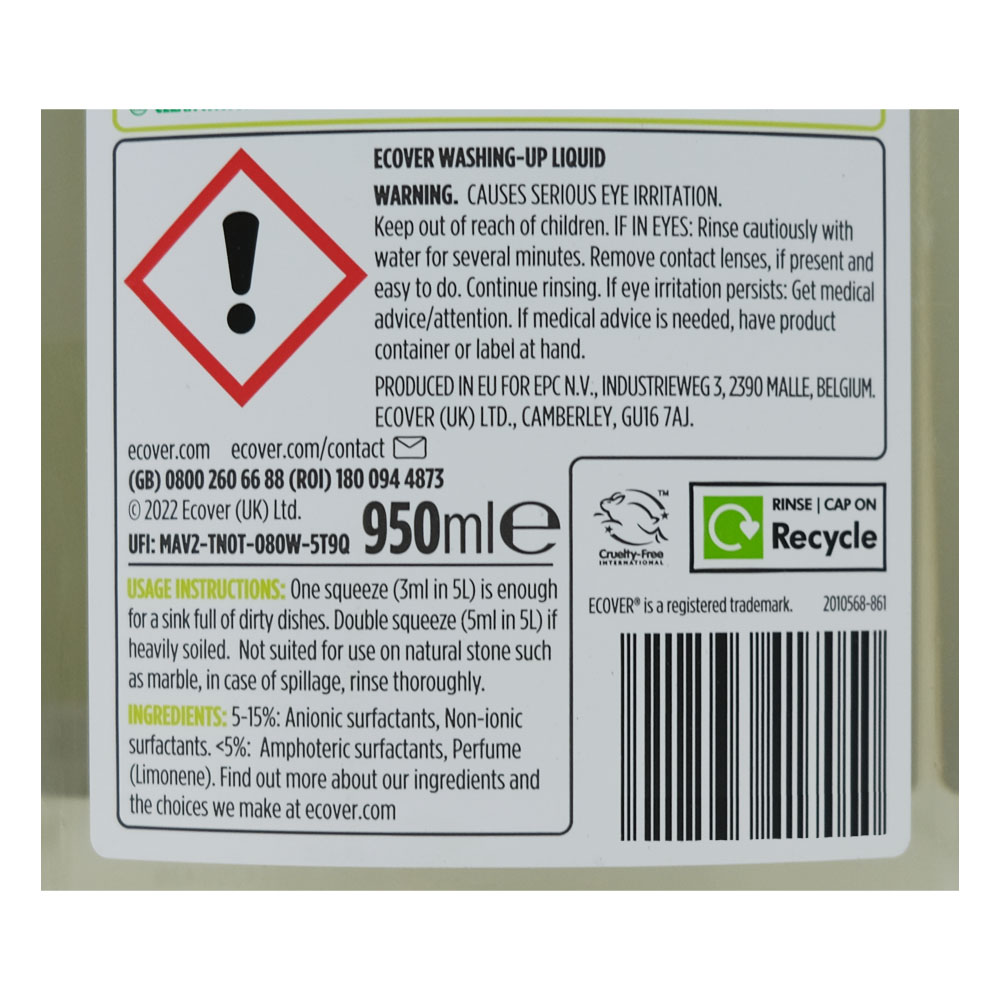 ECOVER WASHING-UP LIQUID
WARNING. CAUSES SERIOUS EYE IRRITATION.
Keep out of reach of children. IF IN EYES: Rinse cautiously with
water for several minutes. Remove contact lenses, if present and
easy to do. Continue rinsing. If eye irritation persists: Get medical
advice/attention. If medical advice is needed, have product
container or label at hand.
PRODUCED IN EU FOR EPC N.V., INDUSTRIEWEG 3, 2390 MALLE, BELGIUM.
ECOVER (UK) LTD., CAMBERLEY, GU16 7AJ.
ecover.com ecover.com/contact
(GB) 0800 260 66 88 (ROI) 180 094 4873
© 2022 Ecover (UK) Ltd.
UFI: MAV2-TN0T-080W-5T9Q
950ml e
USAGE INSTRUCTIONS: One squeeze (3ml in 5L) is enough
for a sink full of dirty dishes. Double squeeze (5ml in 5L) if
heavily soiled. Not suited for use on natural stone such
as marble, in case of spillage, rinse thoroughly.
INGREDIENTS: 5-15%: Anionic surfactants, Non-ionic
surfactants. <5%: Amphoteric surfactants, Perfume
(Limonene). Find out more about our ingredients and
the choices we make at ecover.com
TM
Cruelty-Free
INTERNATIONAL
RINSE | CAP ON
Recycle
ECOVER® is a registered trademark. 2010568-861